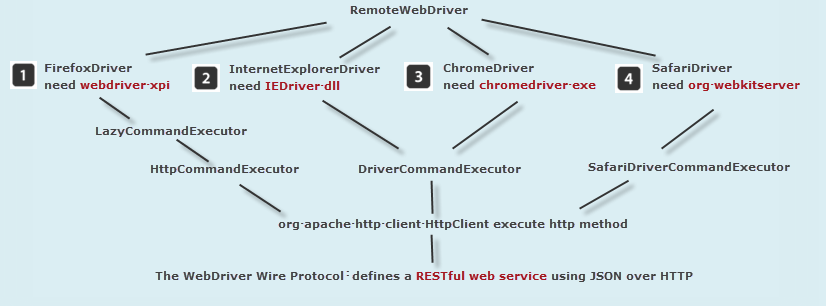 RemoteWebDriver
1 FirefoxDriver
need webdriver·xpi
2 InternetExplorerDriver
need IEDriver·dll
3 ChromeDriver
need chromedriver·exe
4 SafariDriver
need org·webkitserver
LazyCommandExecutor
HttpCommandExecutor
DriverCommandExecutor
SafariDriverCommandExecutor
org·apache·http·client·HttpClient execute http method
The WebDriver Wire Protocol : defines a RESTful web service using JSON over HTTP